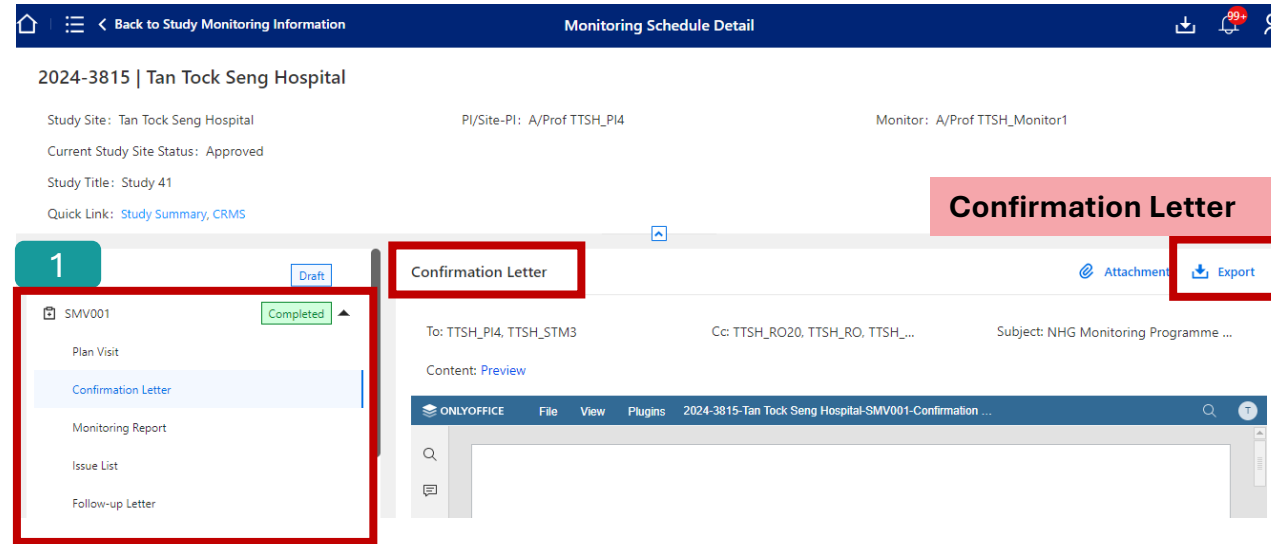 Back to Study Monitoring Information Monitoring Schedule Detail 99+
2024-3815 | Tan Tock Seng Hospital
Study Site: Tan Tock Seng Hospital PI/Site-PI: A/Prof TTSH_PI4 Monitor: A/Prof TTSH_Monitor1
Current Study Site Status: Approved
Study Title: Study 41
Quick Link: Study Summary, CRMS
Confirmation Letter
1
Draft
Confirmation Letter
Attachment Export
SMV001 Completed
Plan Visit
Confirmation Letter
Monitoring Report
Issue List
Follow-up Letter
To: TTSH_PI4, TTSH_STM3 Cc: TTSH_RO20, TTSH_RO, TTSH_... Subject: NHG Monitoring Programme ...
Content: Preview
ONLYOFFICE File View Plugins 2024-3815-Tan Tock Seng Hospital-SMV001-Confirmation ... T